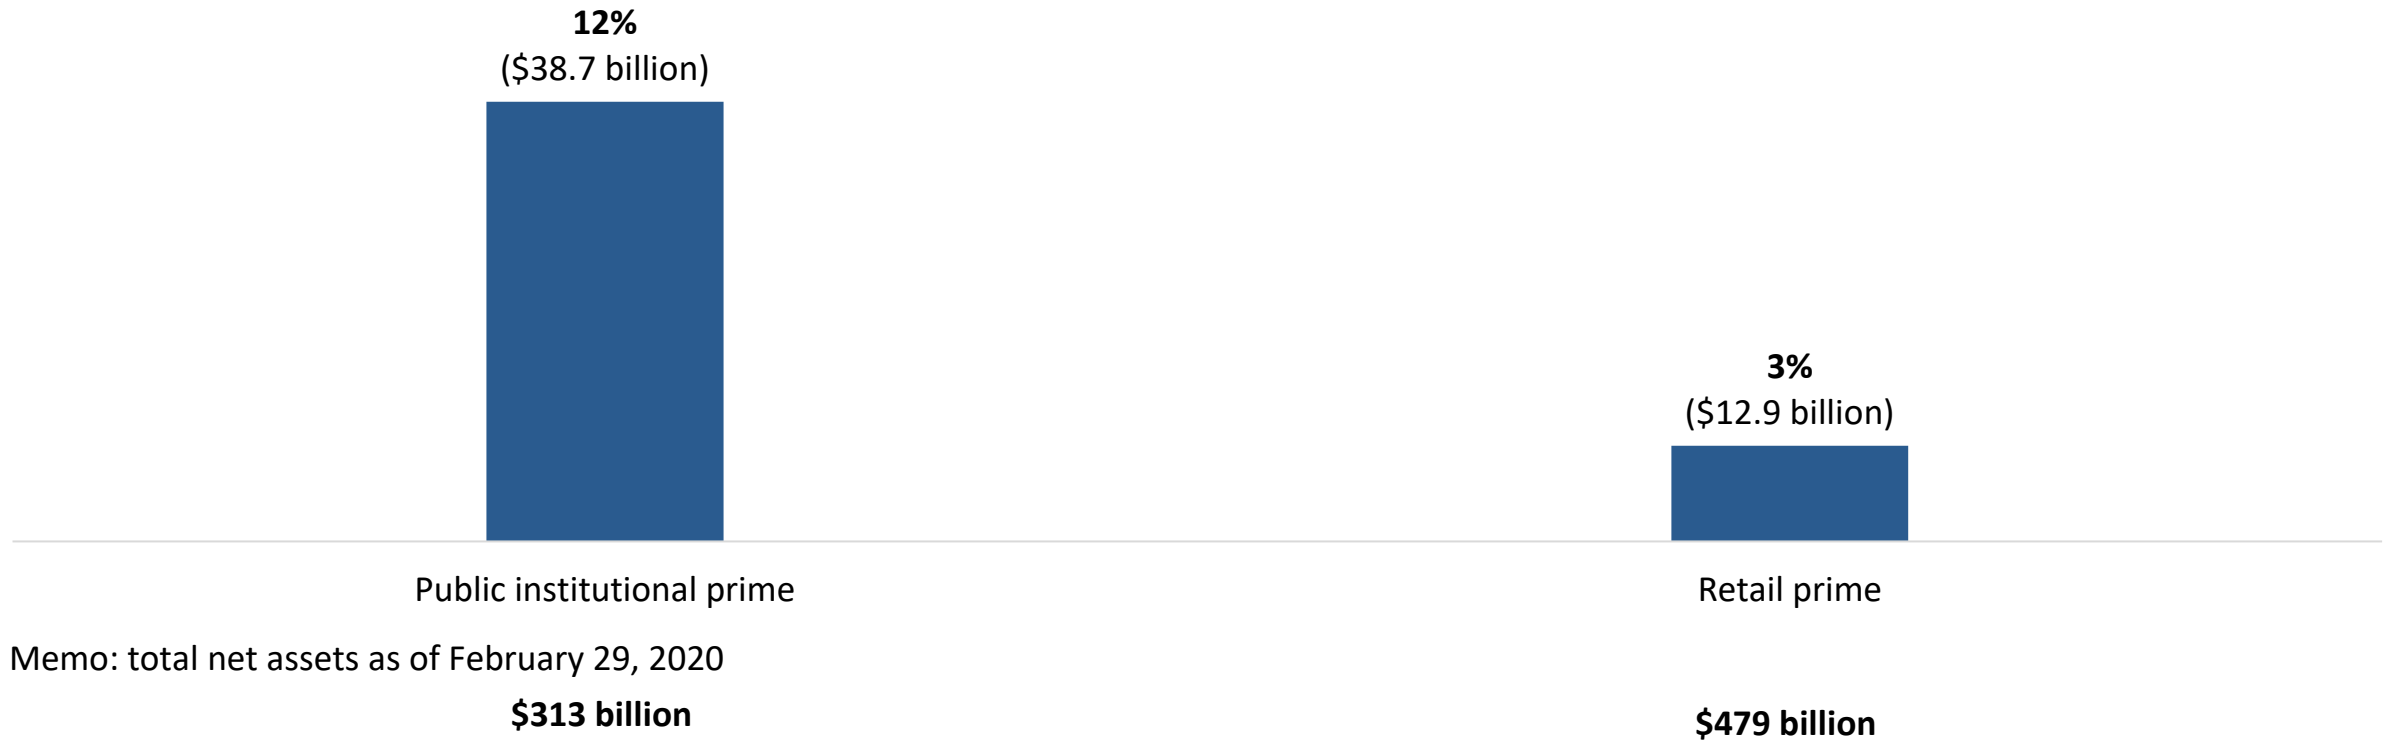 12%
($38.7 billion)
3%
($12.9 billion)
Public institutional prime
Retail prime
Memo: total net assets as of February 29, 2020
$313 billion
$479 billion